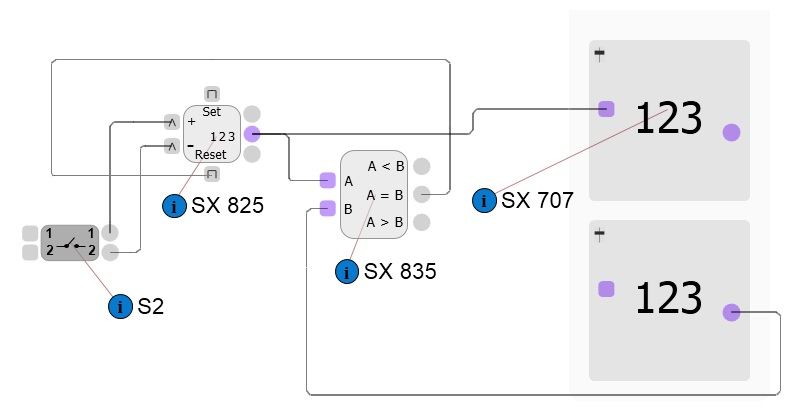 Set
+
123
-
Reset
SX 825
1 1
2 2
i S2
A < B
A
A = B
B
A > B
i SX 835
123
i SX 707
123